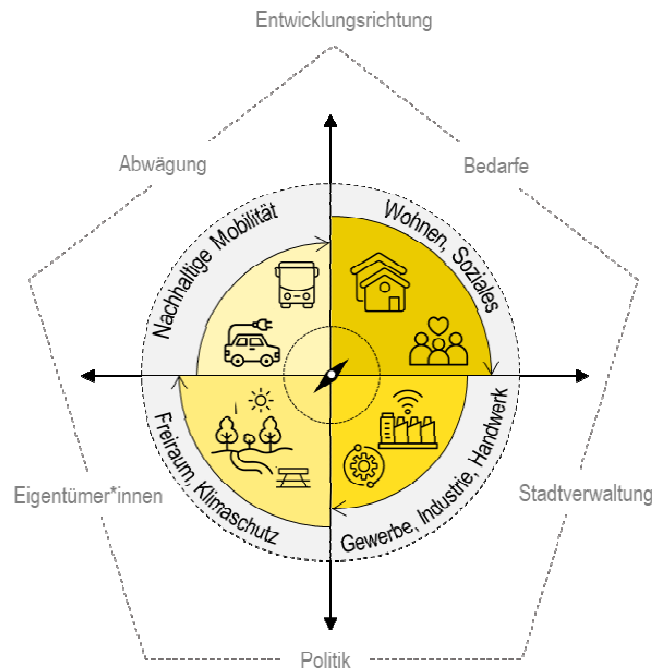 Entwicklungsrichtung
Abwägung
Bedarfe
Nachhaltige Mobilität
Wohnen, Soziales
Freiraum, Klimaschutz
Gewerbe, Industrie, Handwerk
Eigentümer*innen
Stadtverwaltung
Politik